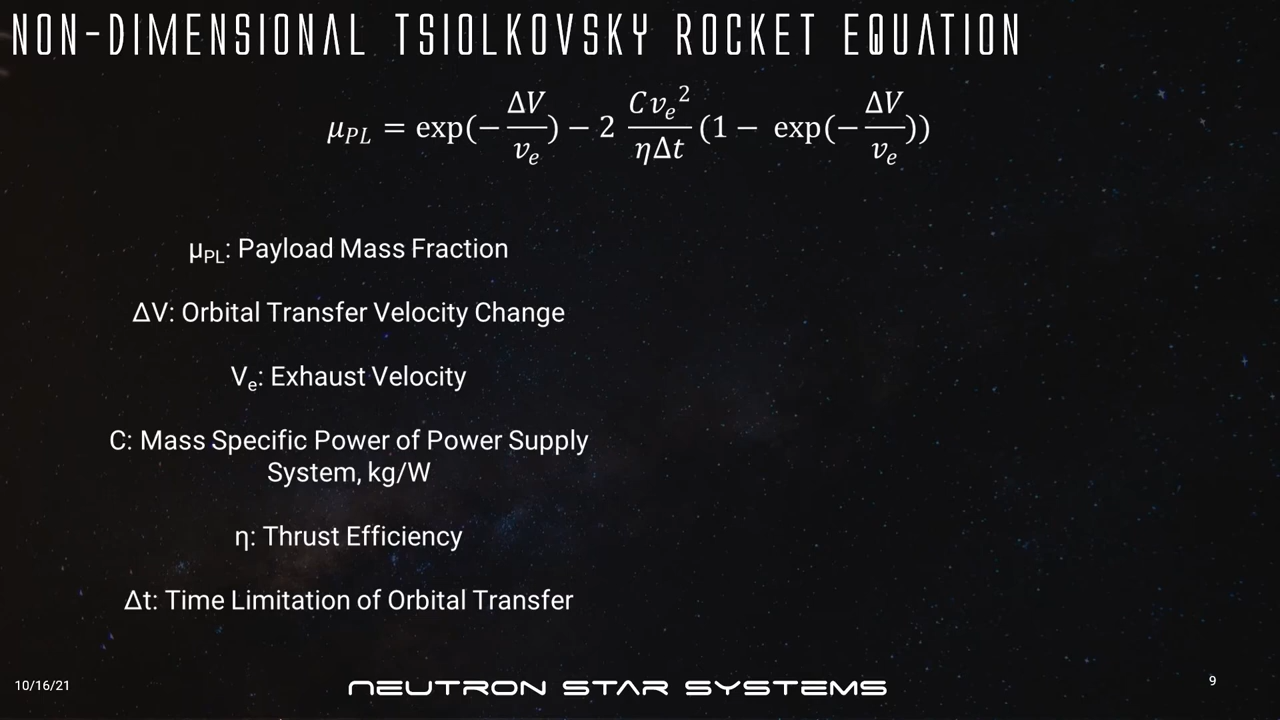 NON-DIMENSIONAL TSIOLKOVSKY ROCKET EQUATION
μ_PL = exp(−ΔV/v_e) − 2 Cv_e²/ηΔt (1 − exp(−ΔV/v_e))
μPL: Payload Mass Fraction
ΔV: Orbital Transfer Velocity Change
Ve: Exhaust Velocity
C: Mass Specific Power of Power Supply
System, kg/W
η: Thrust Efficiency
Δt: Time Limitation of Orbital Transfer
10/16/21
NEUTRON STAR SYSTEMS
9